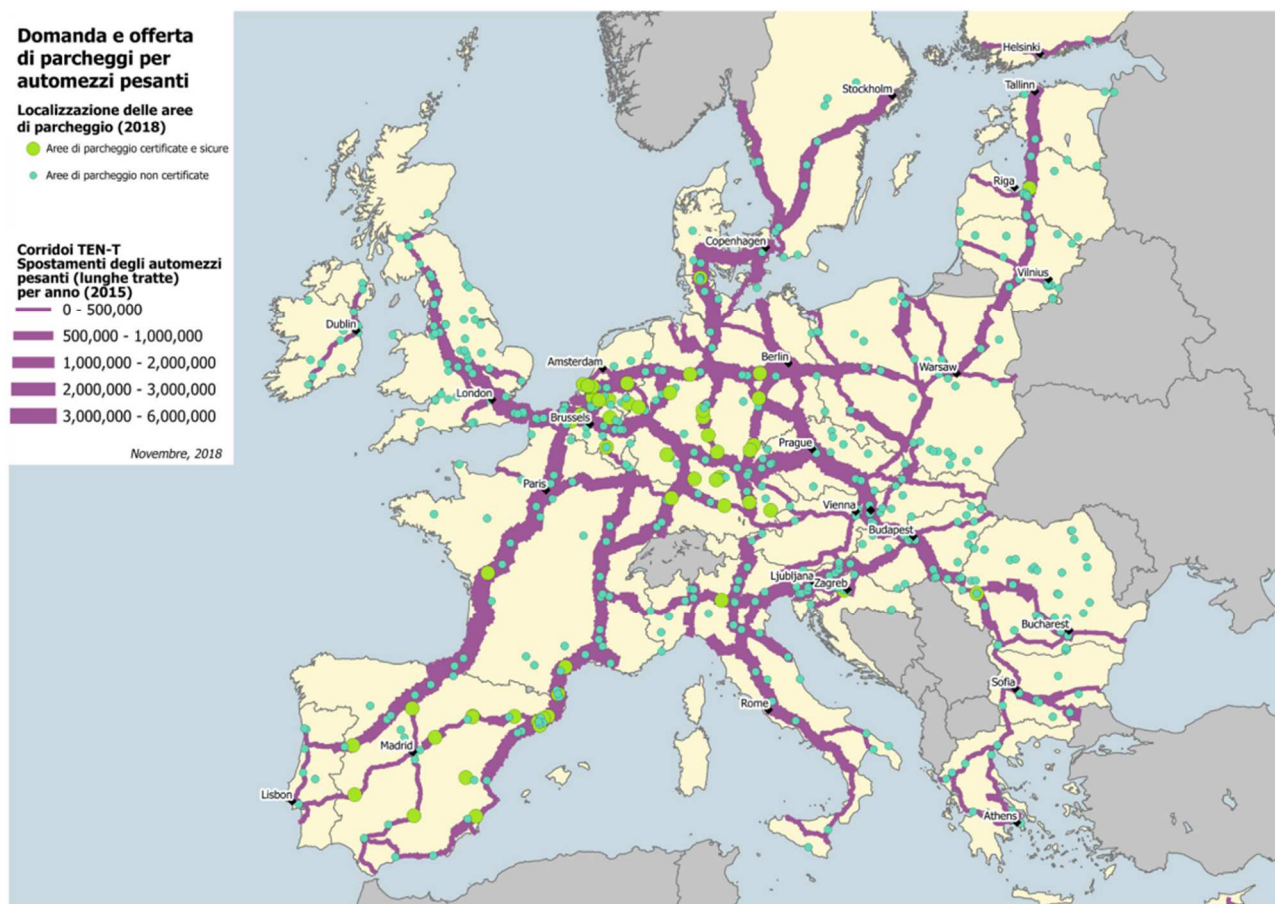 Domanda e offerta
di parcheggi per
automezzi pesanti
Localizzazione delle aree
di parcheggio (2018)
Aree di parcheggio certificate e sicure
Aree di parcheggio non certificate
Corridoi TEN-T
Spostamenti degli automezzi
pesanti (lunghe tratte)
per anno (2015)
0 - 500,000
500,000 - 1,000,000
1,000,000 - 2,000,000
2,000,000 - 3,000,000
3,000,000 - 6,000,000
Novembre, 2018
Helsinki
Tallinn
Stockholm
Riga
Copenhagen
Vilnius
Dublin
Amsterdam
Berlin
Warsaw
London
Brussels
Prague
Paris
Vienna
Budapest
Ljubljana
Zagreb
Bucharest
Sofia
Rome
Madrid
Lisbon
Athens